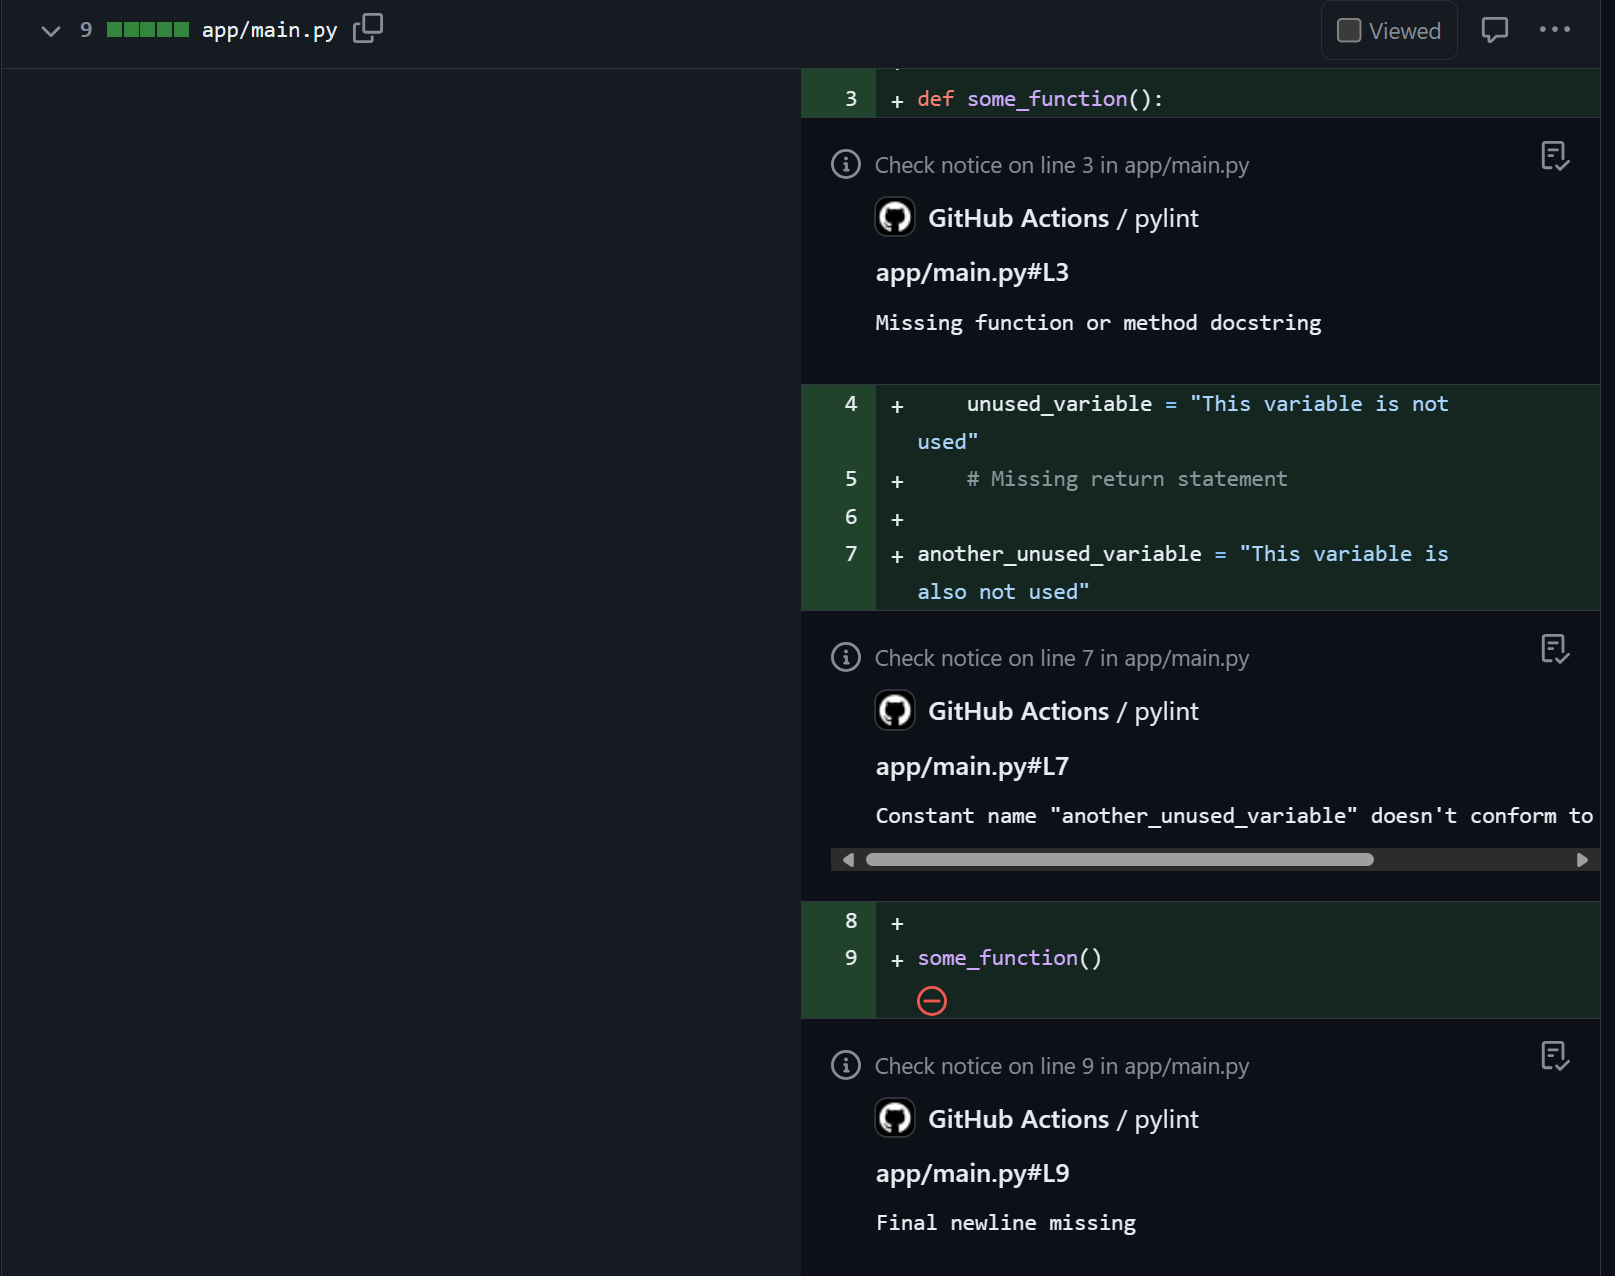 9 app/main.py Viewed
3 + def some_function():
Check notice on line 3 in app/main.py
GitHub Actions / pylint
app/main.py#L3
Missing function or method docstring
4 + unused_variable = "This variable is not
used"
5 + # Missing return statement
6 +
7 + another_unused_variable = "This variable is
also not used"
Check notice on line 7 in app/main.py
GitHub Actions / pylint
app/main.py#L7
Constant name "another_unused_variable" doesn't conform to
8 +
9 + some_function()
Check notice on line 9 in app/main.py
GitHub Actions / pylint
app/main.py#L9
Final newline missing